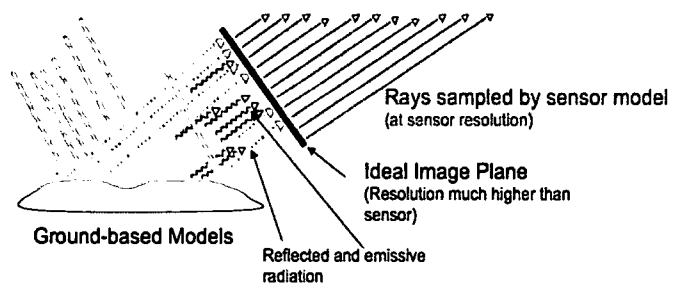 Rays sampled by sensor model
(at sensor resolution)
Ideal Image Plane
(Resolution much higher than
sensor)
Ground-based Models
Reflected and emissive
radiation